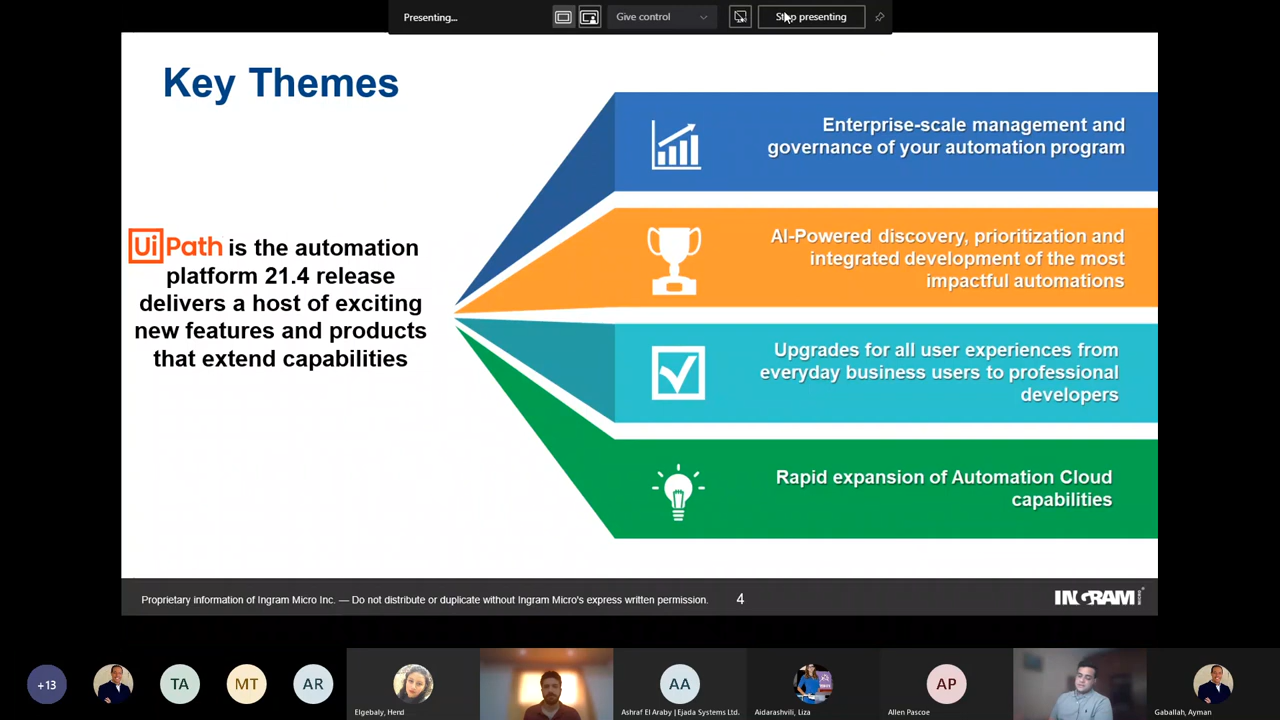 Presenting...
Give control
Stop presenting
Key Themes
UiPath is the automation
platform 21.4 release
delivers a host of exciting
new features and products
that extend capabilities
Enterprise-scale management and
governance of your automation program
AI-Powered discovery, prioritization and
integrated development of the most
impactful automations
Upgrades for all user experiences from
everyday business users to professional
developers
Rapid expansion of Automation Cloud
capabilities
Proprietary information of Ingram Micro Inc. — Do not distribute or duplicate without Ingram Micro's express written permission.
4
INGRAM
+13
TA
MT
AR
Elgebaly, Hend
AA
Ashraf El Araby | Ejada Systems Ltd.
Aidarashvili, Liza
AP
Allen Pascoe
Gaballah, Ayman